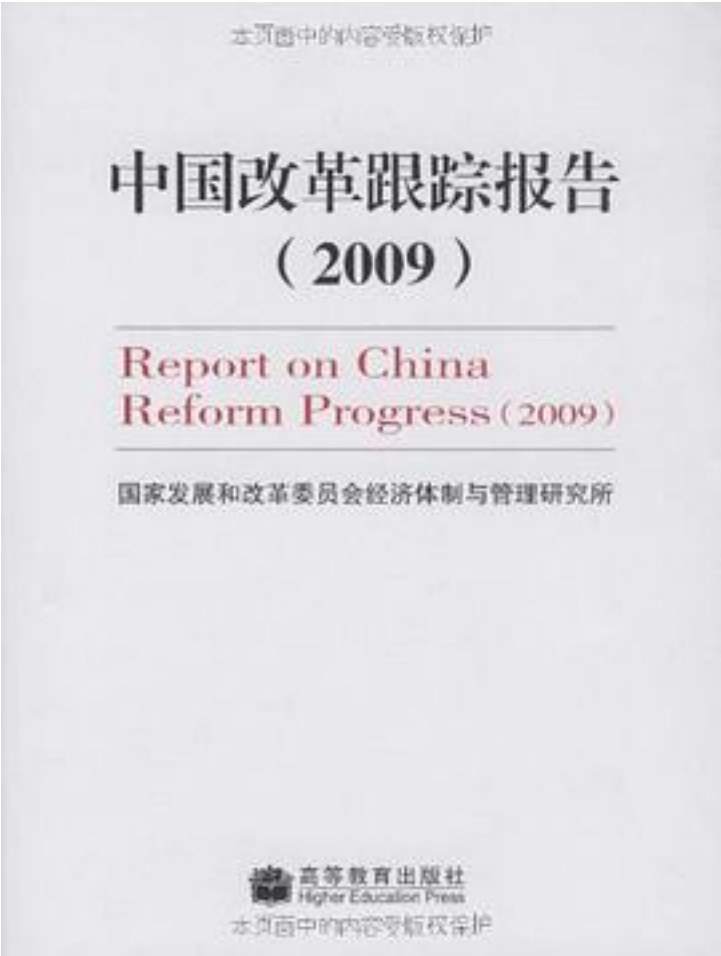 本页面中的内容受版权保护
中国改革跟踪报告
（2009）
Report on China
Reform Progress（2009）
国家发展和改革委员会经济体制与管理研究所
高等教育出版社
Higher Education Press
本页面中的内容受版权保护